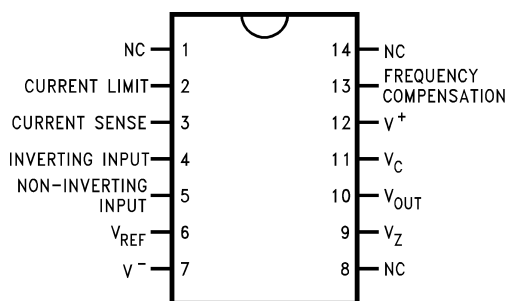 NC 1 14 NC
CURRENT LIMIT 2 13 FREQUENCY COMPENSATION
CURRENT SENSE 3 12 V+
INVERTING INPUT 4 11 VC
NON-INVERTING INPUT 5 10 VOUT
VREF 6 9 VZ
V- 7 8 NC